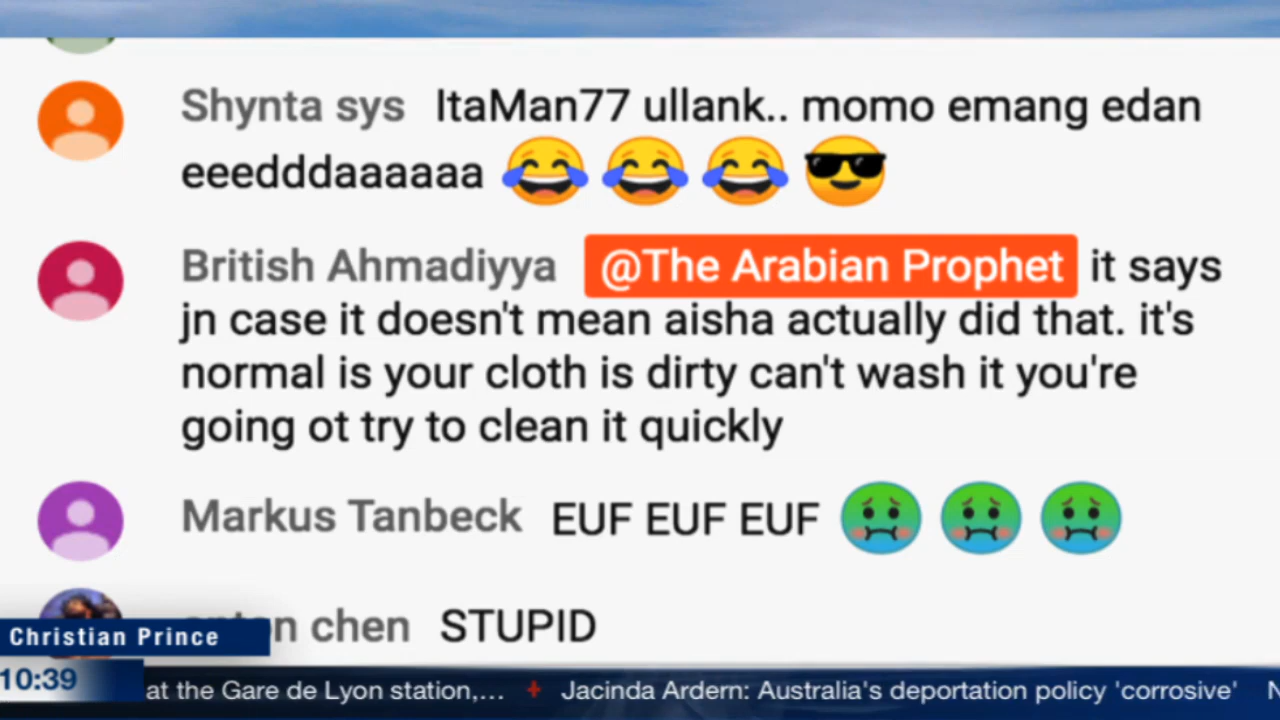 Shynta sys ItaMan77 ullank.. momo emang edan
eeedddaaaaaa 😂 😂 😂 😎
British Ahmadiyya @The Arabian Prophet it says
jn case it doesn't mean aisha actually did that. it's
normal is your cloth is dirty can't wash it you're
going ot try to clean it quickly
Markus Tanbeck EUF EUF EUF 🤢 🤢 🤢
chen STUPID
Christian Prince
10:39 at the Gare de Lyon station,... + Jacinda Ardern: Australia's deportation policy 'corrosive'